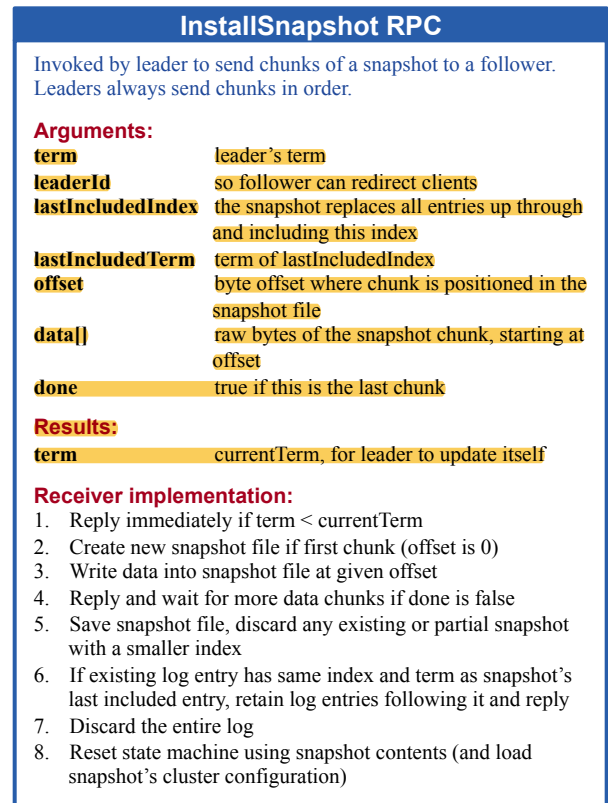 InstallSnapshot RPC
Invoked by leader to send chunks of a snapshot to a follower.
Leaders always send chunks in order.
Arguments:
term leader’s term
leaderId so follower can redirect clients
lastIncludedIndex the snapshot replaces all entries up through
and including this index
lastIncludedTerm term of lastIncludedIndex
offset byte offset where chunk is positioned in the
snapshot file
data[] raw bytes of the snapshot chunk, starting at
offset
done true if this is the last chunk
Results:
term currentTerm, for leader to update itself
Receiver implementation:
1. Reply immediately if term < currentTerm
2. Create new snapshot file if first chunk (offset is 0)
3. Write data into snapshot file at given offset
4. Reply and wait for more data chunks if done is false
5. Save snapshot file, discard any existing or partial snapshot
with a smaller index
6. If existing log entry has same index and term as snapshot’s
last included entry, retain log entries following it and reply
7. Discard the entire log
8. Reset state machine using snapshot contents (and load
snapshot’s cluster configuration)